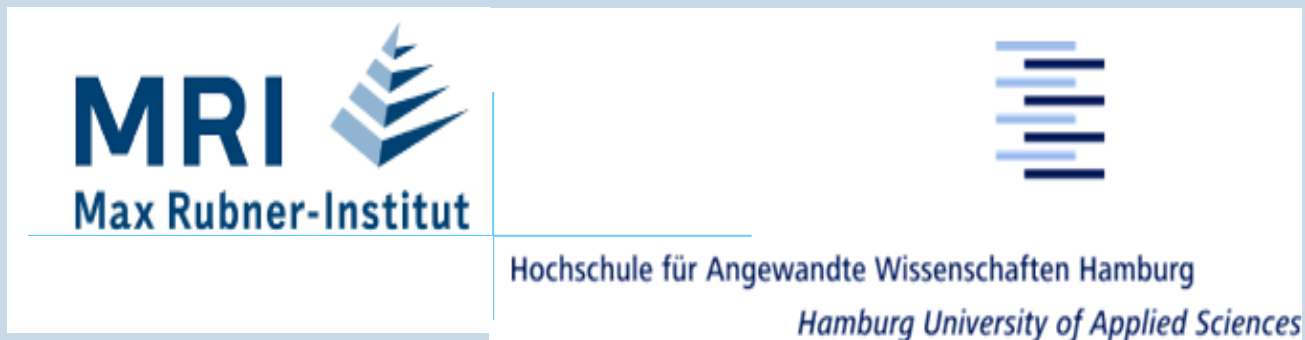 MRI
Max Rubner-Institut
Hochschule für Angewandte Wissenschaften Hamburg
Hamburg University of Applied Sciences